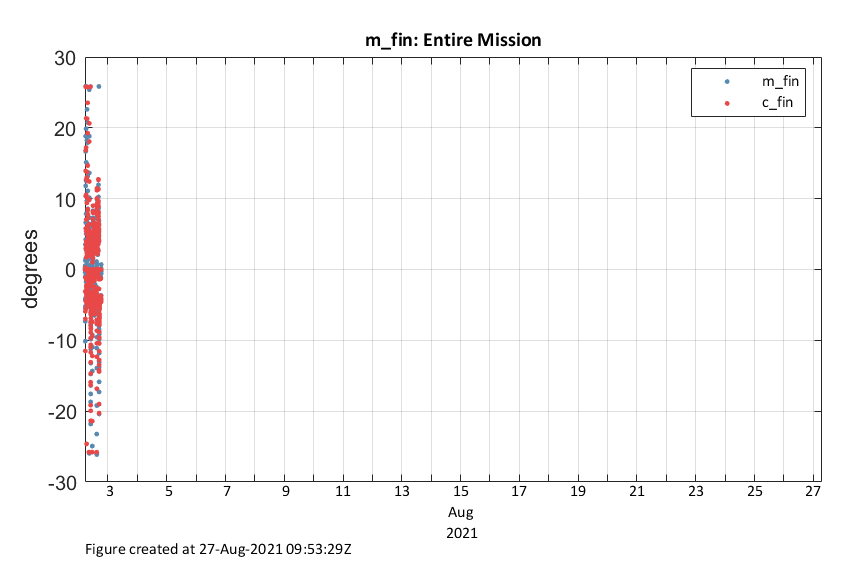 m_fin: Entire Mission
30
20
10
0
-10
-20
-30
degrees
m_fin
c_fin
3 5 7 9 11 13 15 17 19 21 23 25 27
Aug
2021
Figure created at 27-Aug-2021 09:53:29Z